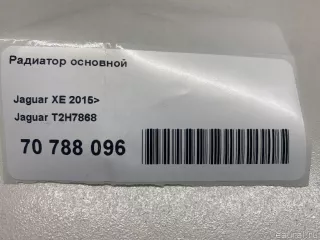 Радиатор основной
Jaguar XE 2015>
Jaguar T2H7868
70 788 096